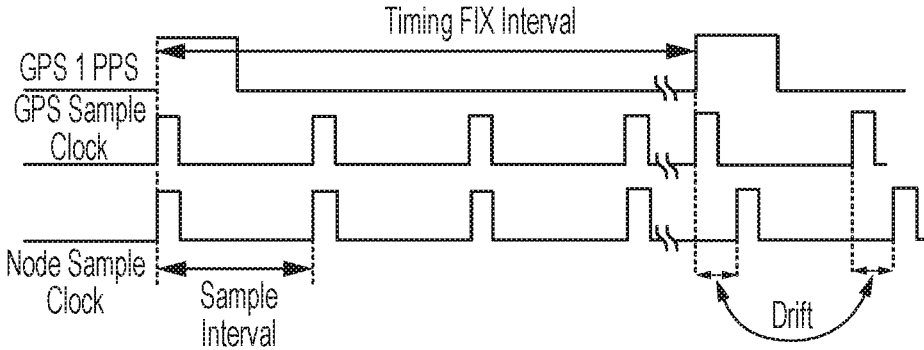 Timing FIX Interval
GPS 1 PPS
GPS Sample
Clock
Node Sample
Clock
Sample
Interval
Drift